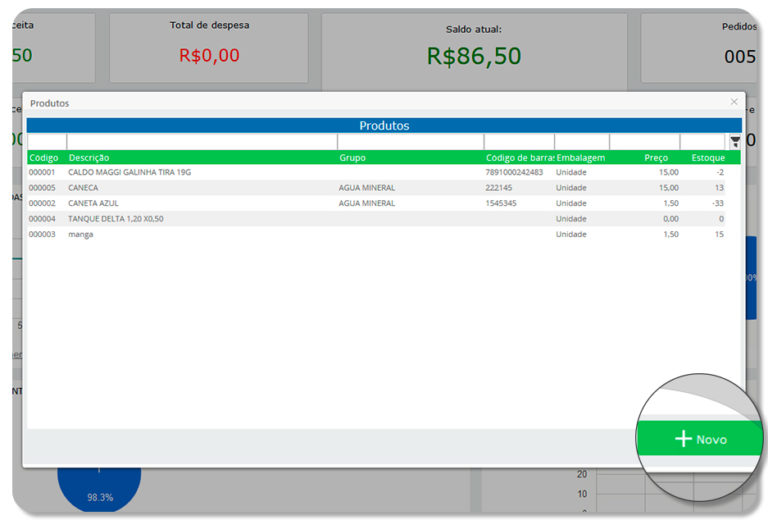 ceita
Total de despesa
Saldo atual:
Pedidos
50
R$0,00
R$86,50
005
Produtos
Produtos
Código Descrição Grupo Código de barra: Embalagem Preço Estoque
000001 CALDO MAGGI GALINHA TIRA 19G 7891000242483 Unidade 15,00 -2
000005 CANECA AGUA MINERAL 222145 Unidade 15,00 13
000002 CANETA AZUL AGUA MINERAL 1545345 Unidade 1,50 -33
000004 TANQUE DELTA 1,20 X0,50 Unidade 0,00 0
000003 manga Unidade 1,50 15
+ Novo
98.3%
20
10